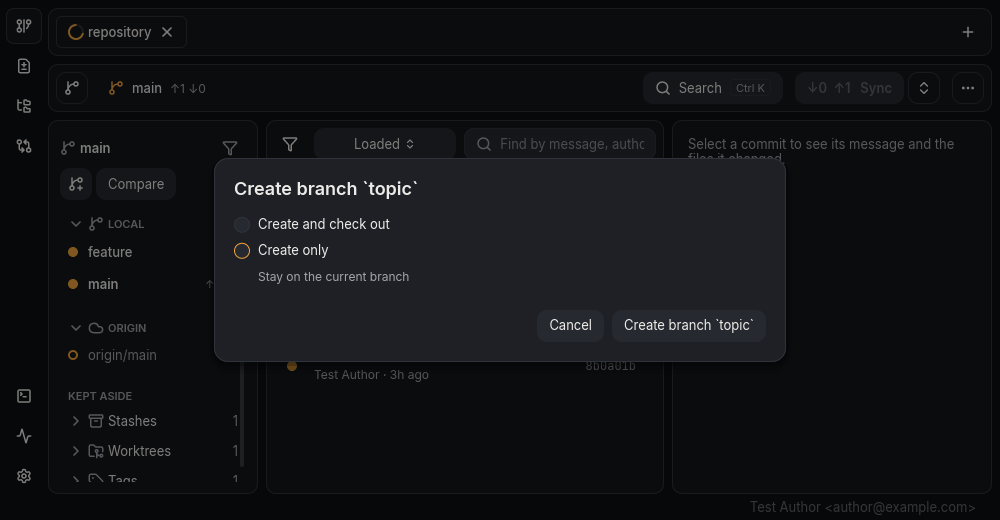 repository
main ↑1 ↓0
Search Ctrl K
↓0 ↑1 Sync
main
Compare
LOCAL
feature
main
ORIGIN
origin/main
KEPT ASIDE
Stashes 1
Worktrees 1
Tags 1
Loaded
Find by message, autho
Select a commit to see its message and the
files it changed.
Create branch `topic`
Create and check out
Create only
Stay on the current branch
Cancel
Create branch `topic`
8b0a01b
Test Author · 3h ago
Test Author <author@example.com>